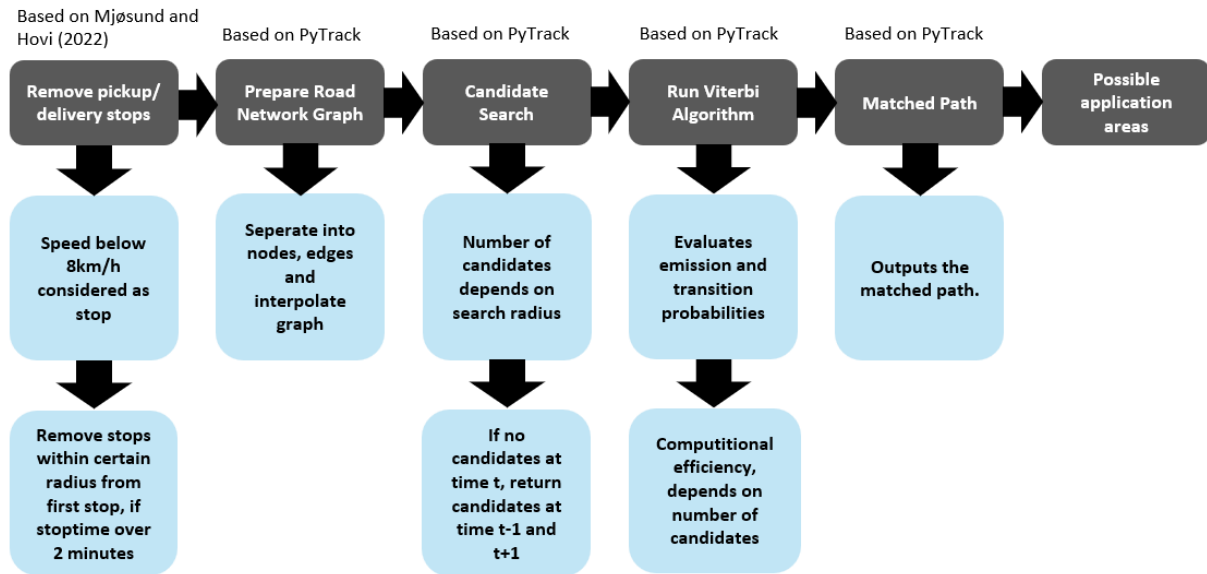 Based on Mjøsund and
Hovi (2022)
Based on PyTrack
Based on PyTrack
Based on PyTrack
Based on PyTrack
Remove pickup/
delivery stops
Prepare Road
Network Graph
Candidate
Search
Run Viterbi
Algorithm
Matched Path
Possible
application
areas
Speed below
8km/h
considered as
stop
Seperate into
nodes, edges
and
interpolate
graph
Number of
candidates
depends on
search radius
Evaluates
emission and
transition
probabilities
Outputs the
matched path.
Remove stops
within certain
radius from
first stop, if
stoptime over
2 minutes
If no
candidates at
time t, return
candidates at
time t-1 and
t+1
Computitional
efficiency,
depends on
number of
candidates